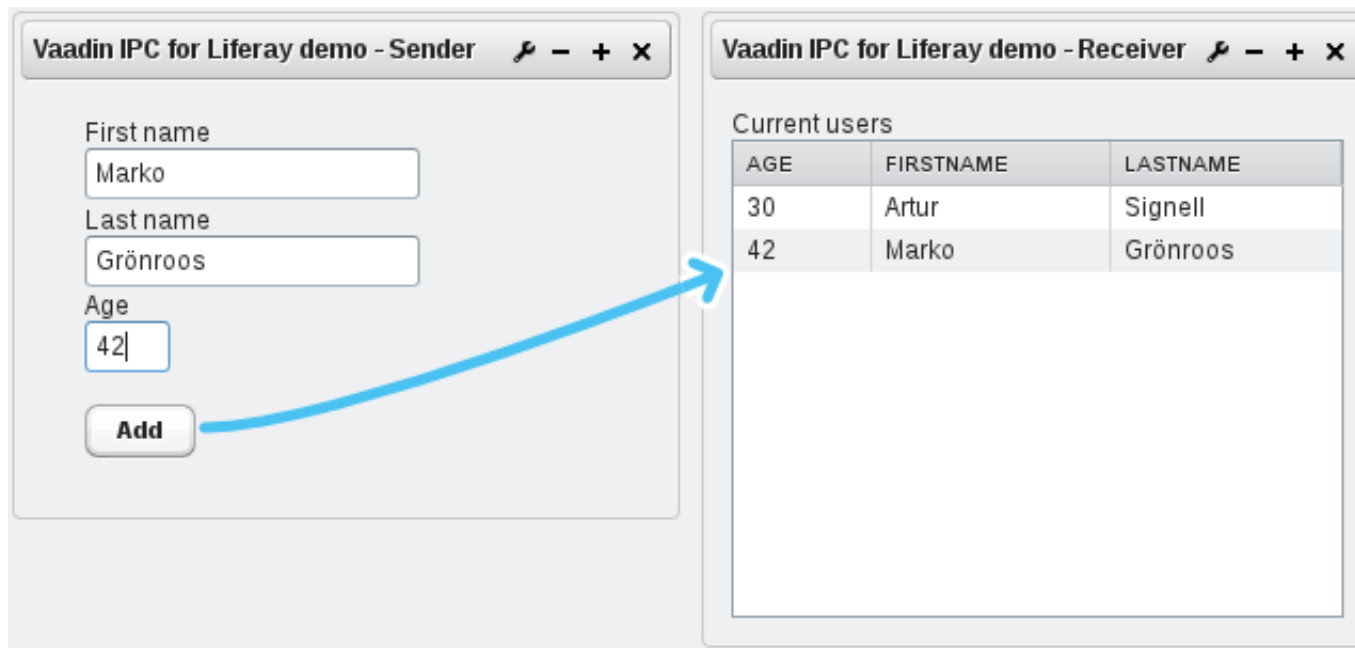 Vaadin IPC for Liferay demo - Sender
First name
Marko
Last name
Grönroos
Age
42
Add
Vaadin IPC for Liferay demo - Receiver
Current users
AGE FIRSTNAME LASTNAME
30 Artur Signell
42 Marko Grönroos